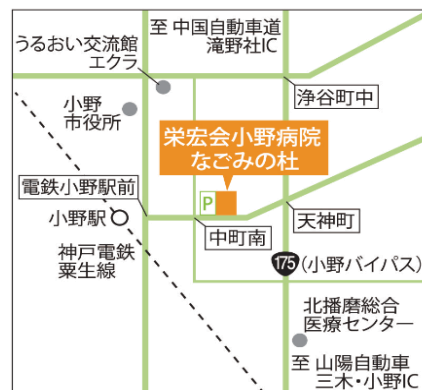 至 中国自動車道
滝野社IC
うるおい交流館
エクラ
浄谷町中
小野
市役所
栄宏会小野病院
なごみの杜
電鉄小野駅前
P
小野駅
天神町
中町南
神戸電鉄
粟生線
175 (小野バイパス)
北播磨総合
医療センター
至 山陽自動車
三木・小野IC